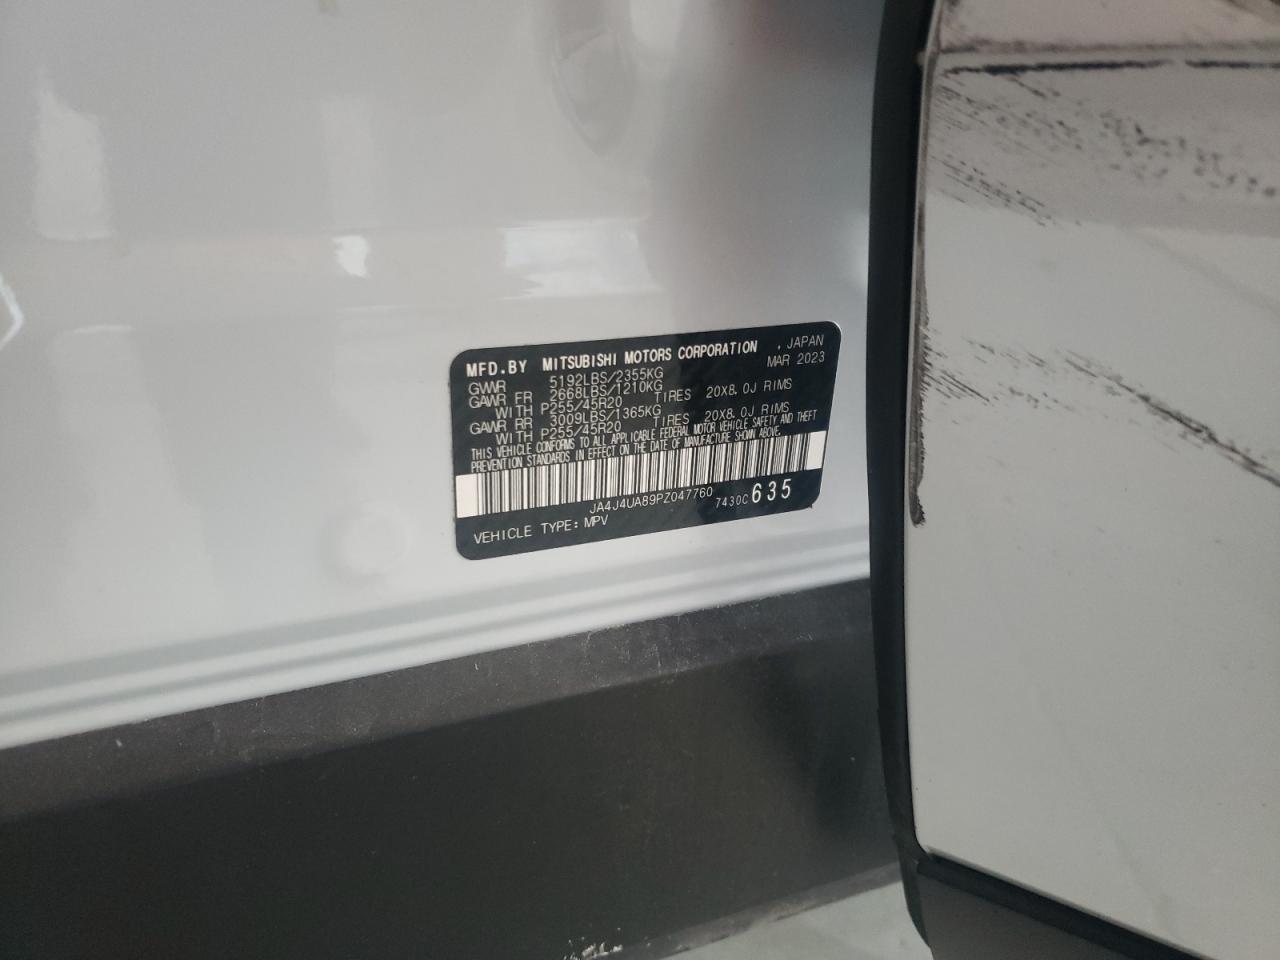 MFD.BY MITSUBISHI MOTORS CORPORATION , JAPAN
GVWR 5192LBS/2355KG MAR 2023
GAWR FR 2668LBS/1210KG
WITH P255/45R20 TIRES 20X8.0J RIMS
GAWR RR 3009LBS/1365KG
WITH P255/45R20 TIRES 20X8.0J RIMS
THIS VEHICLE CONFORMS TO ALL APPLICABLE FEDERAL MOTOR VEHICLE SAFETY AND THEFT
PREVENTION STANDARDS IN EFFECT ON THE DATE OF MANUFACTURE SHOWN ABOVE.
JA4J4UA89PZ047760 7430C 635
VEHICLE TYPE: MPV